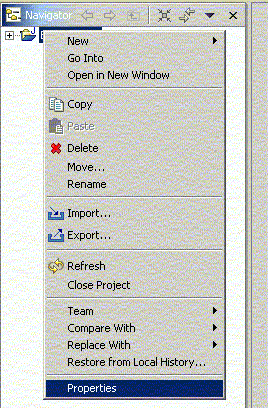 Navigator
New
Go Into
Open in New Window
Copy
Paste
Delete
Move...
Rename
Import...
Export...
Refresh
Close Project
Team
Compare With
Replace With
Restore from Local History...
Properties